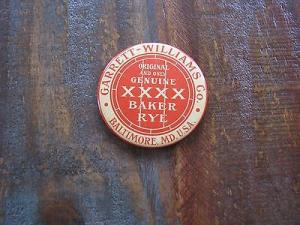 GARRETT-WILLIAMS CO.
ORIGINAL
AND ONLY
GENUINE
XXXX
BAKER
RYE
BALTIMORE, MD. U.S.A.